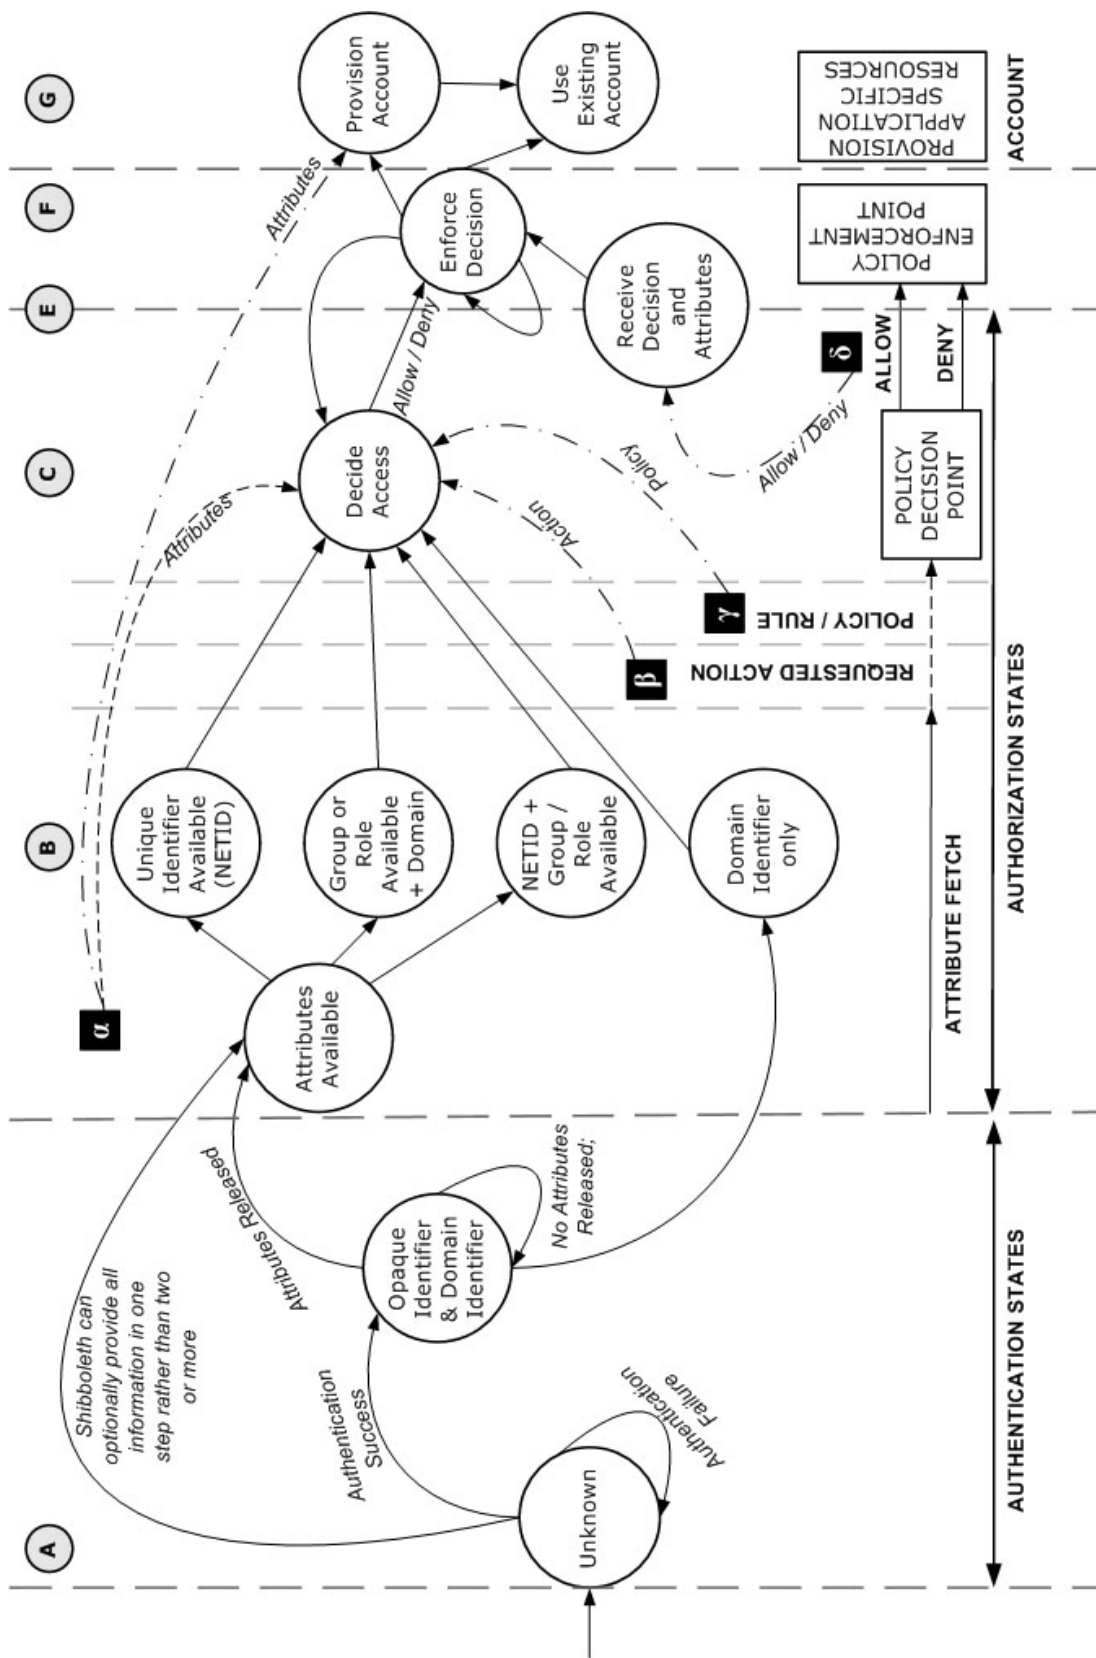 A
B
C
E
F
G
Shibboleth can
optionally provide all
information in one
step rather than two
or more
Authentication
Success
Unknown
Authentication
Failure
Attributes Released
Opaque
Identifier
& Domain
Identifier
No Attributes
Released;
α
Attributes
Available
Unique
Identifier
Available
(NETID)
Group or
Role
Available
+ Domain
NETID +
Group /
Role
Available
Domain
Identifier
only
β
REQUESTED ACTION
γ
POLICY / RULE
Attributes
Action
Policy
Decide
Access
Allow / Deny
Attributes
Enforce
Decision
Receive
Decision
and
Attributes
Allow / Deny
δ
Provision
Account
Use
Existing
Account
ATTRIBUTE FETCH
POLICY
DECISION
POINT
ALLOW
DENY
POLICY
ENFORCEMENT
POINT
PROVISION
APPLICATION
SPECIFIC
RESOURCES
AUTHENTICATION STATES
AUTHORIZATION STATES
ACCOUNT